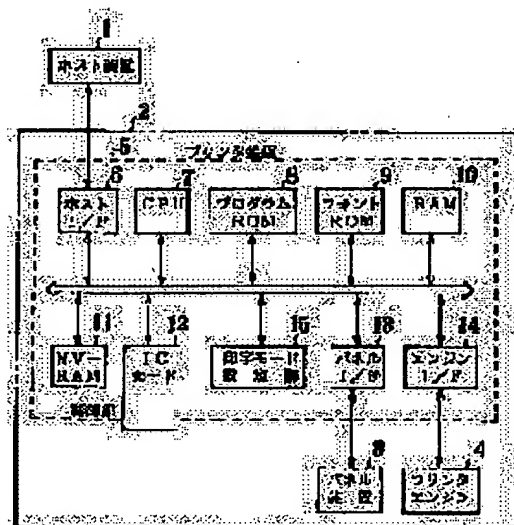 1
ホスト装置
2
5
プリンタ装置
6
7
8
9
10
ホスト
I/F
CPU
プログラム
ROM
フォント
ROM
RAM
11
12
15
13
14
NV-
RAM
IC
カード
印字モード
パネル
I/F
エンジン
I/F
制御部
3
4
パネル
装置
プリンタ
エンジン